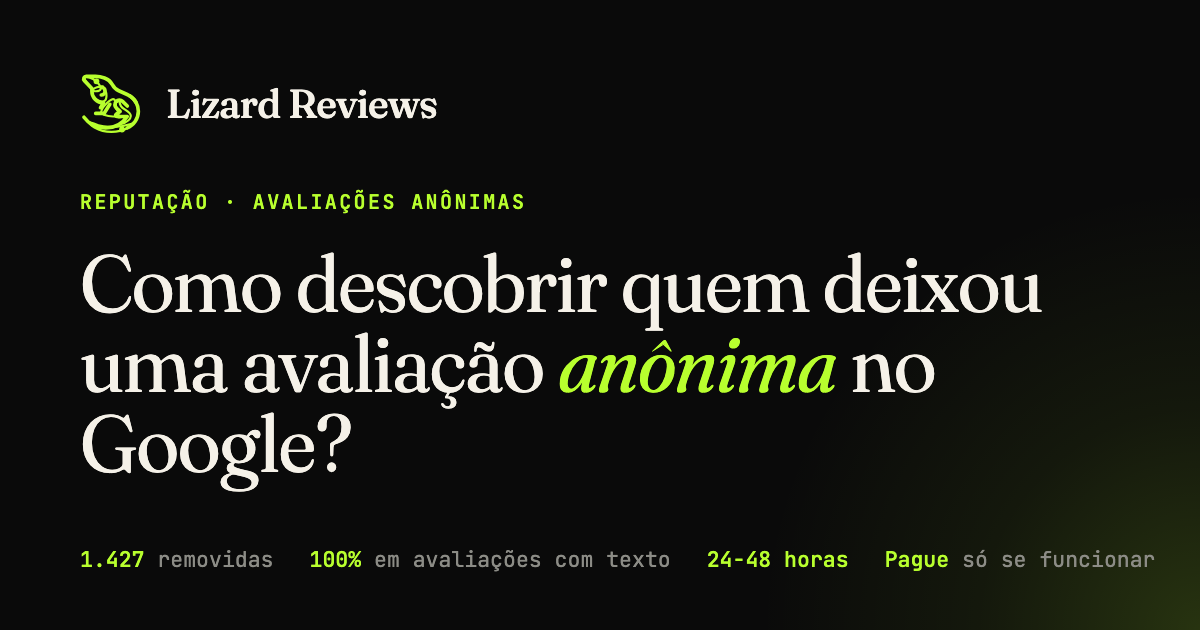 Lizard Reviews
REPUTAÇÃO · AVALIAÇÕES ANÔNIMAS
Como descobrir quem deixou
uma avaliação anônima no
Google?
1.427 removidas 100% em avaliações com texto 24-48 horas Pague só se funcionar